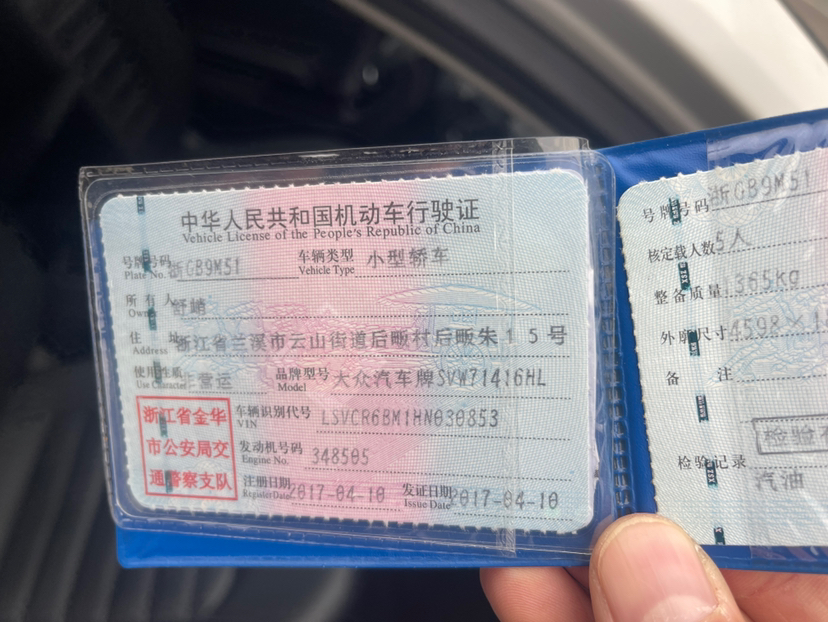 中华人民共和国机动车行驶证
Vehicle License of the People's Republic of China
号牌号码 浙GB9M51 车辆类型 小型轿车
Plate No. Vehicle Type
所有人 舒峭
Owner
住址 浙江省兰溪市云山街道后畈村后畈朱15号
Address
使用性质 非营运 品牌型号 大众汽车牌SVW71416HL
Use Character Model
浙江省金华
市公安局交
通警察支队
车辆识别代号 LSVCR6BM1HN030853
VIN
发动机号码 348505
Engine No.
注册日期 2017-04-10 发证日期 2017-04-10
Register Date Issue Date
号牌号码 浙GB9M51
核定载人数 5人
整备质量 1365kg
外廓尺寸 4598×1
备注
检验
检验记录
汽油